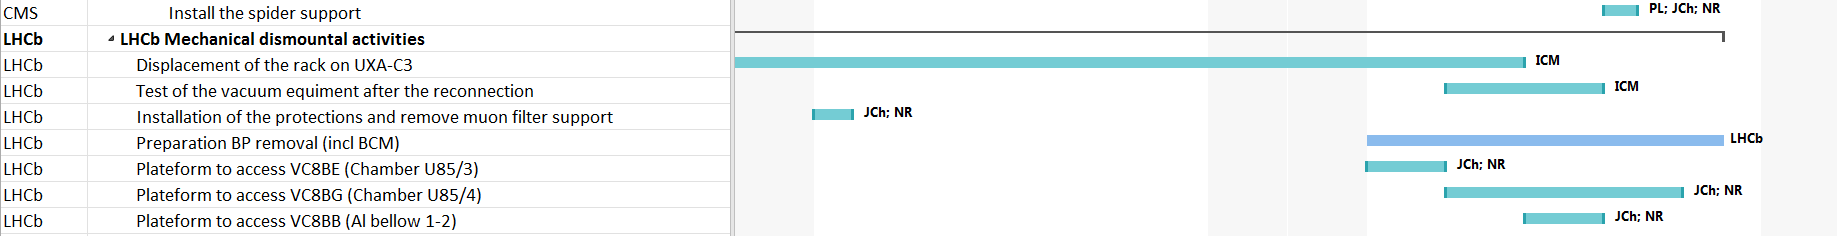 CMS Install the spider support PL; JCh; NR
LHCb LHCb Mechanical dismountal activities
LHCb Displacement of the rack on UXA-C3 ICM
LHCb Test of the vacuum equiment after the reconnection ICM
LHCb Installation of the protections and remove muon filter support JCh; NR
LHCb Preparation BP removal (incl BCM) LHCb
LHCb Plateform to access VC8BE (Chamber U85/3) JCh; NR
LHCb Plateform to access VC8BG (Chamber U85/4) JCh; NR
LHCb Plateform to access VC8BB (Al bellow 1-2) JCh; NR